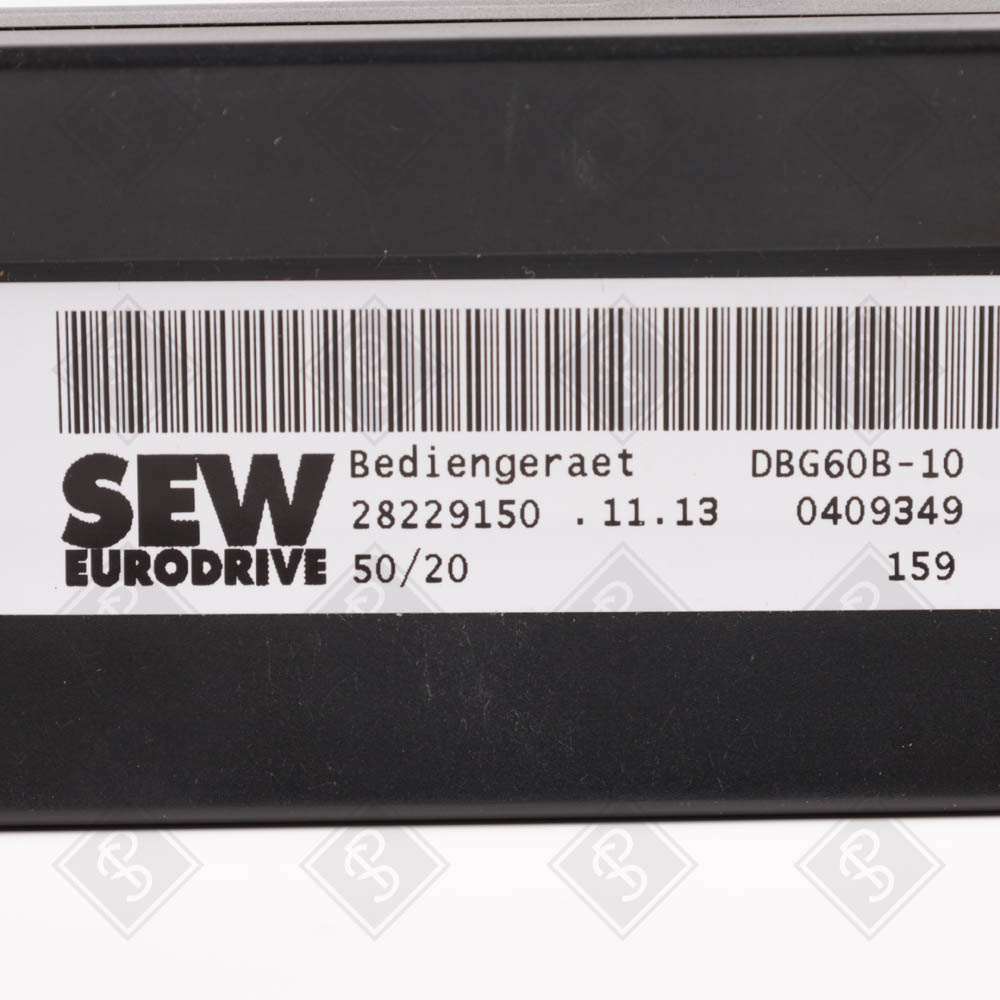 SEW
EURODRIVE
Bediengeraet DBG60B-10
28229150 .11.13 0409349
50/20 159